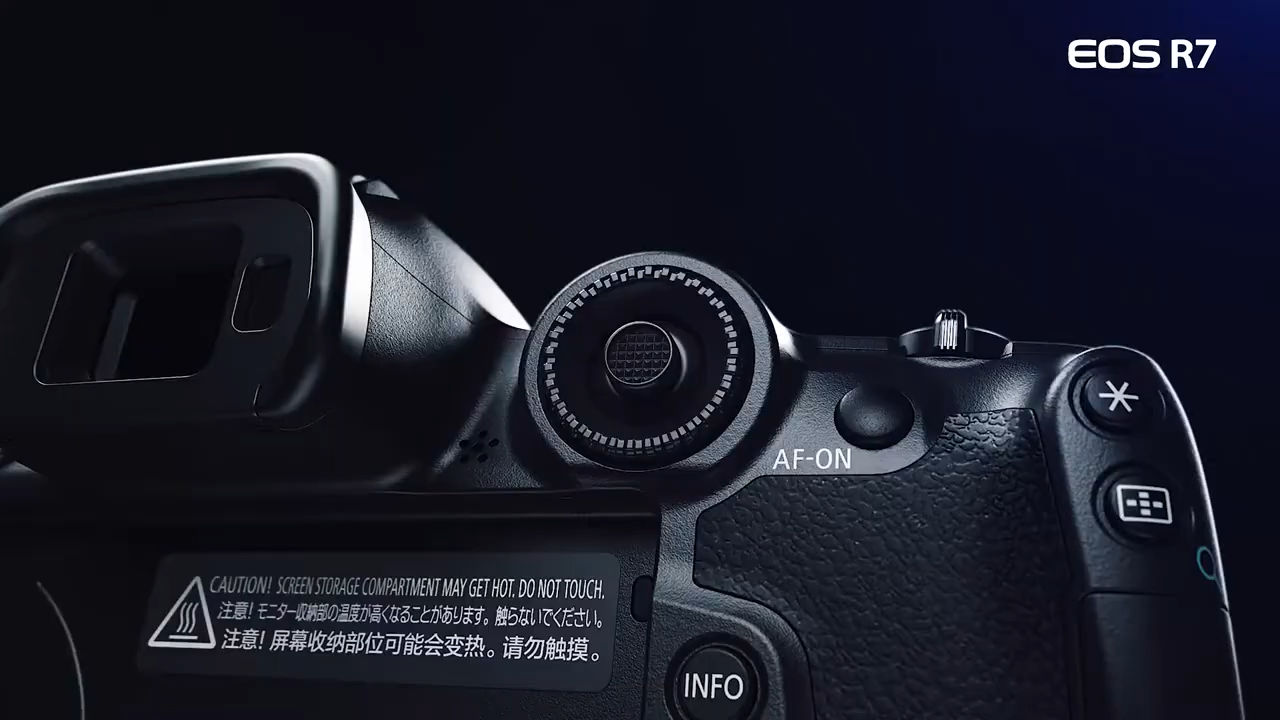 EOS R7
AF-ON
CAUTION! SCREEN STORAGE COMPARTMENT MAY GET HOT. DO NOT TOUCH.
注意! モニター収納部の温度が高くなることがあります。触らないでください。
注意! 屏幕收纳部位可能会变热。请勿触摸。
INFO